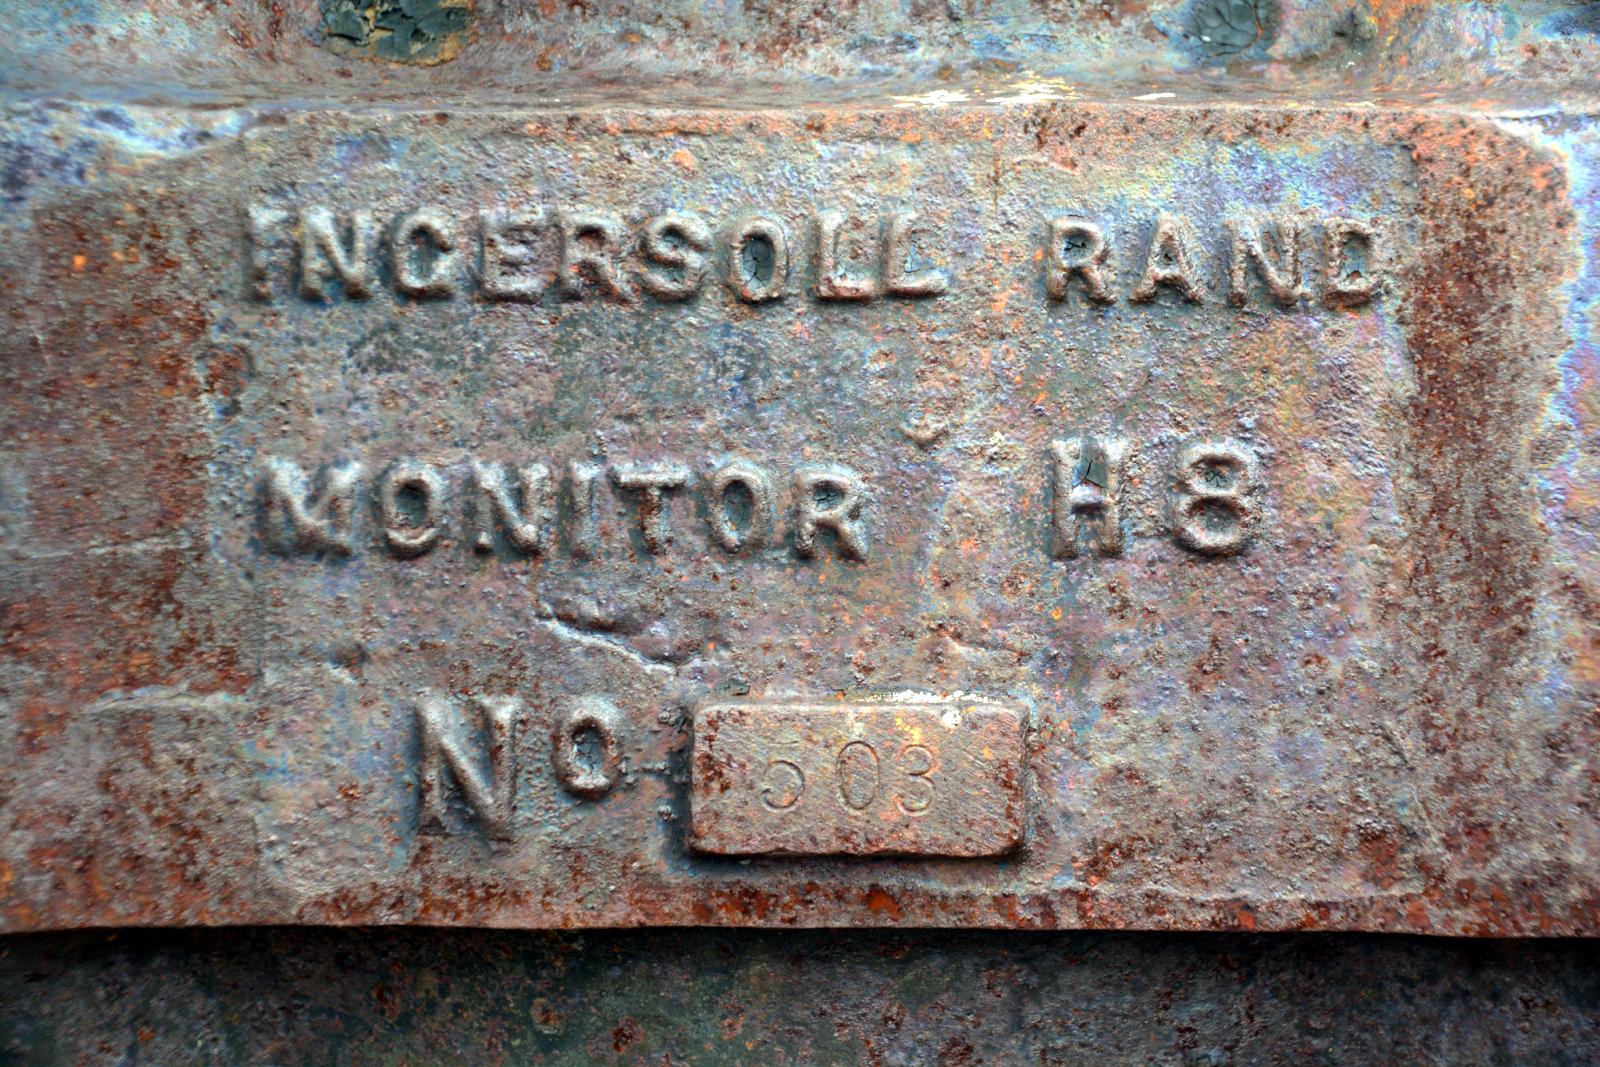 INGERSOLL RAND
MONITOR H8
No 503